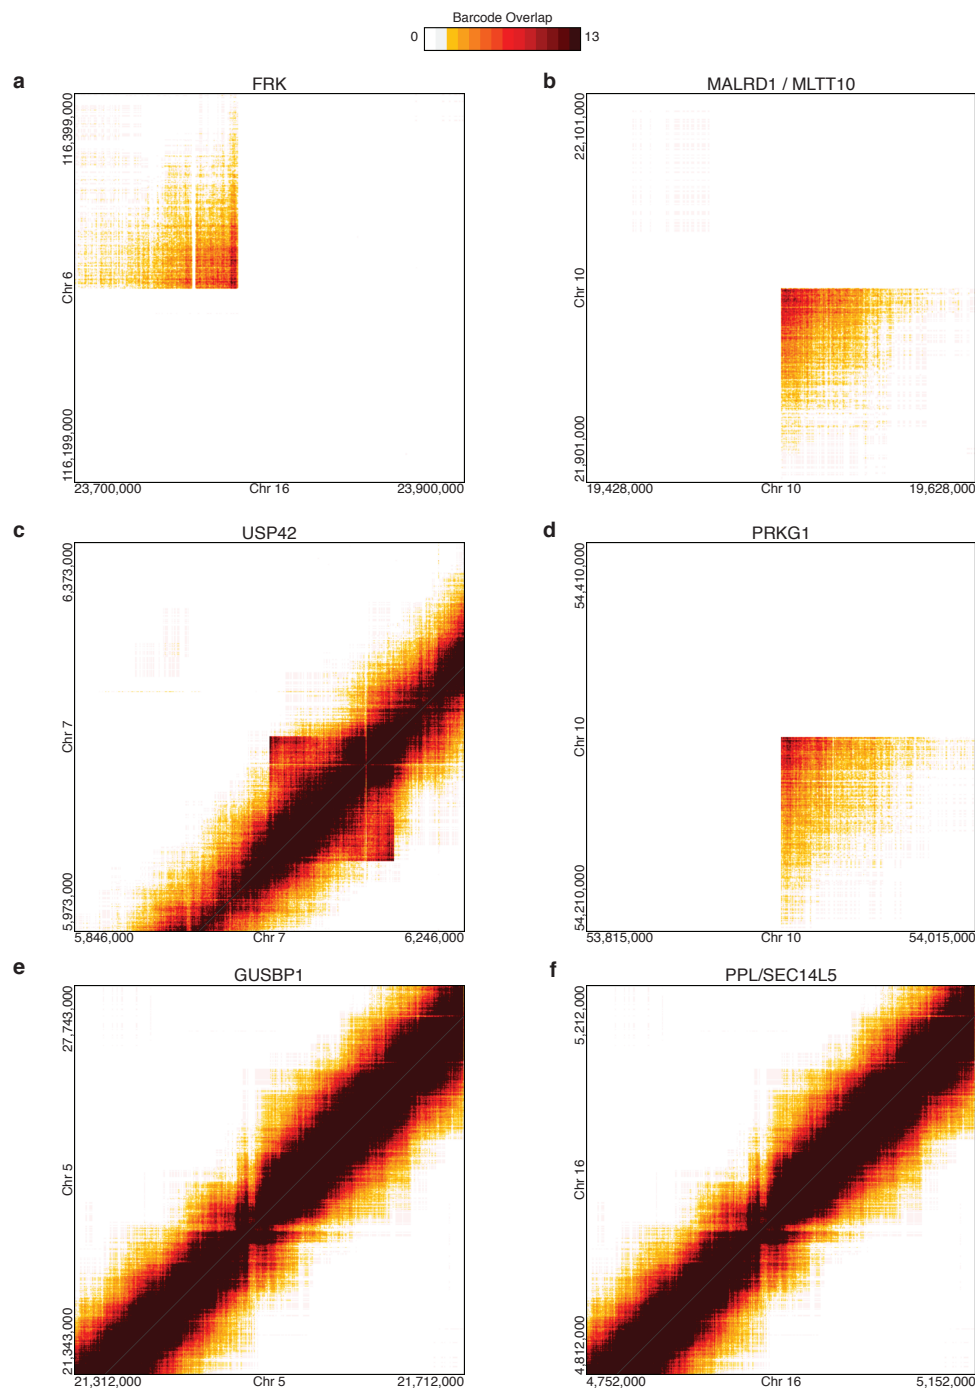 Barcode Overlap
0 13
a FRK
116,399,000
Chr 6
116,199,000
23,700,000 Chr 16 23,900,000
b MALRD1 / MLTT10
22,101,000
Chr 10
21,901,000
19,428,000 Chr 10 19,628,000
c USP42
6,373,000
Chr 7
5,973,000
5,846,000 Chr 7 6,246,000
d PRKG1
54,410,000
Chr 10
54,210,000
53,815,000 Chr 10 54,015,000
e GUSBP1
27,743,000
Chr 5
21,343,000
21,312,000 Chr 5 21,712,000
f PPL/SEC14L5
5,212,000
Chr 16
4,812,000
4,752,000 Chr 16 5,152,000